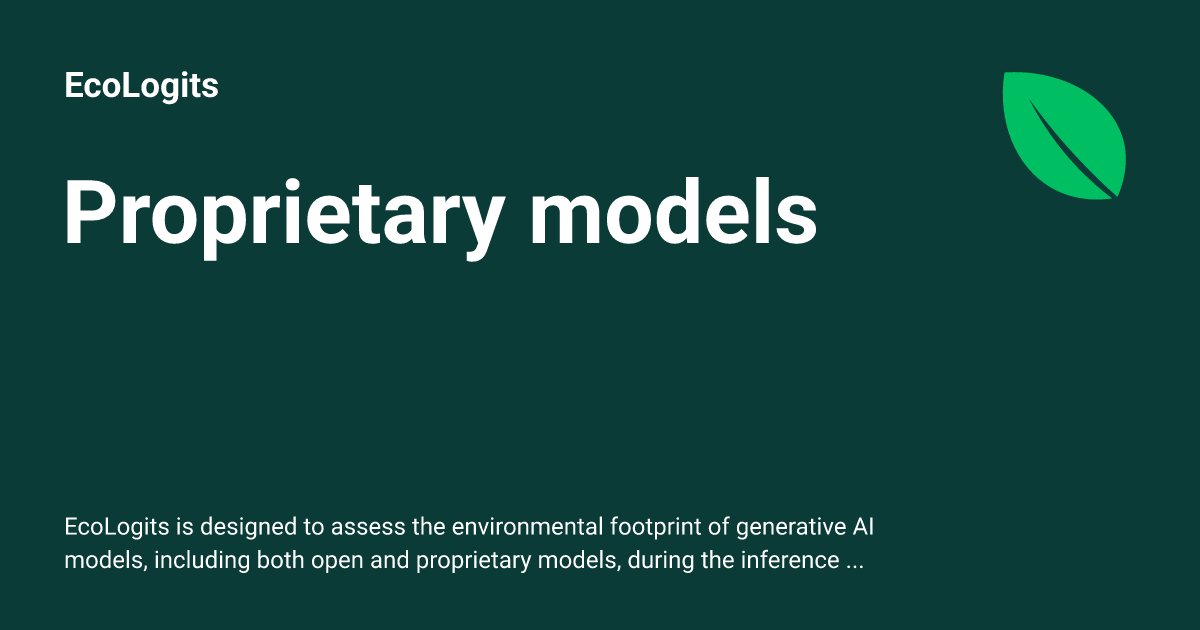 EcoLogits
Proprietary models
EcoLogits is designed to assess the environmental footprint of generative AI
models, including both open and proprietary models, during the inference ...